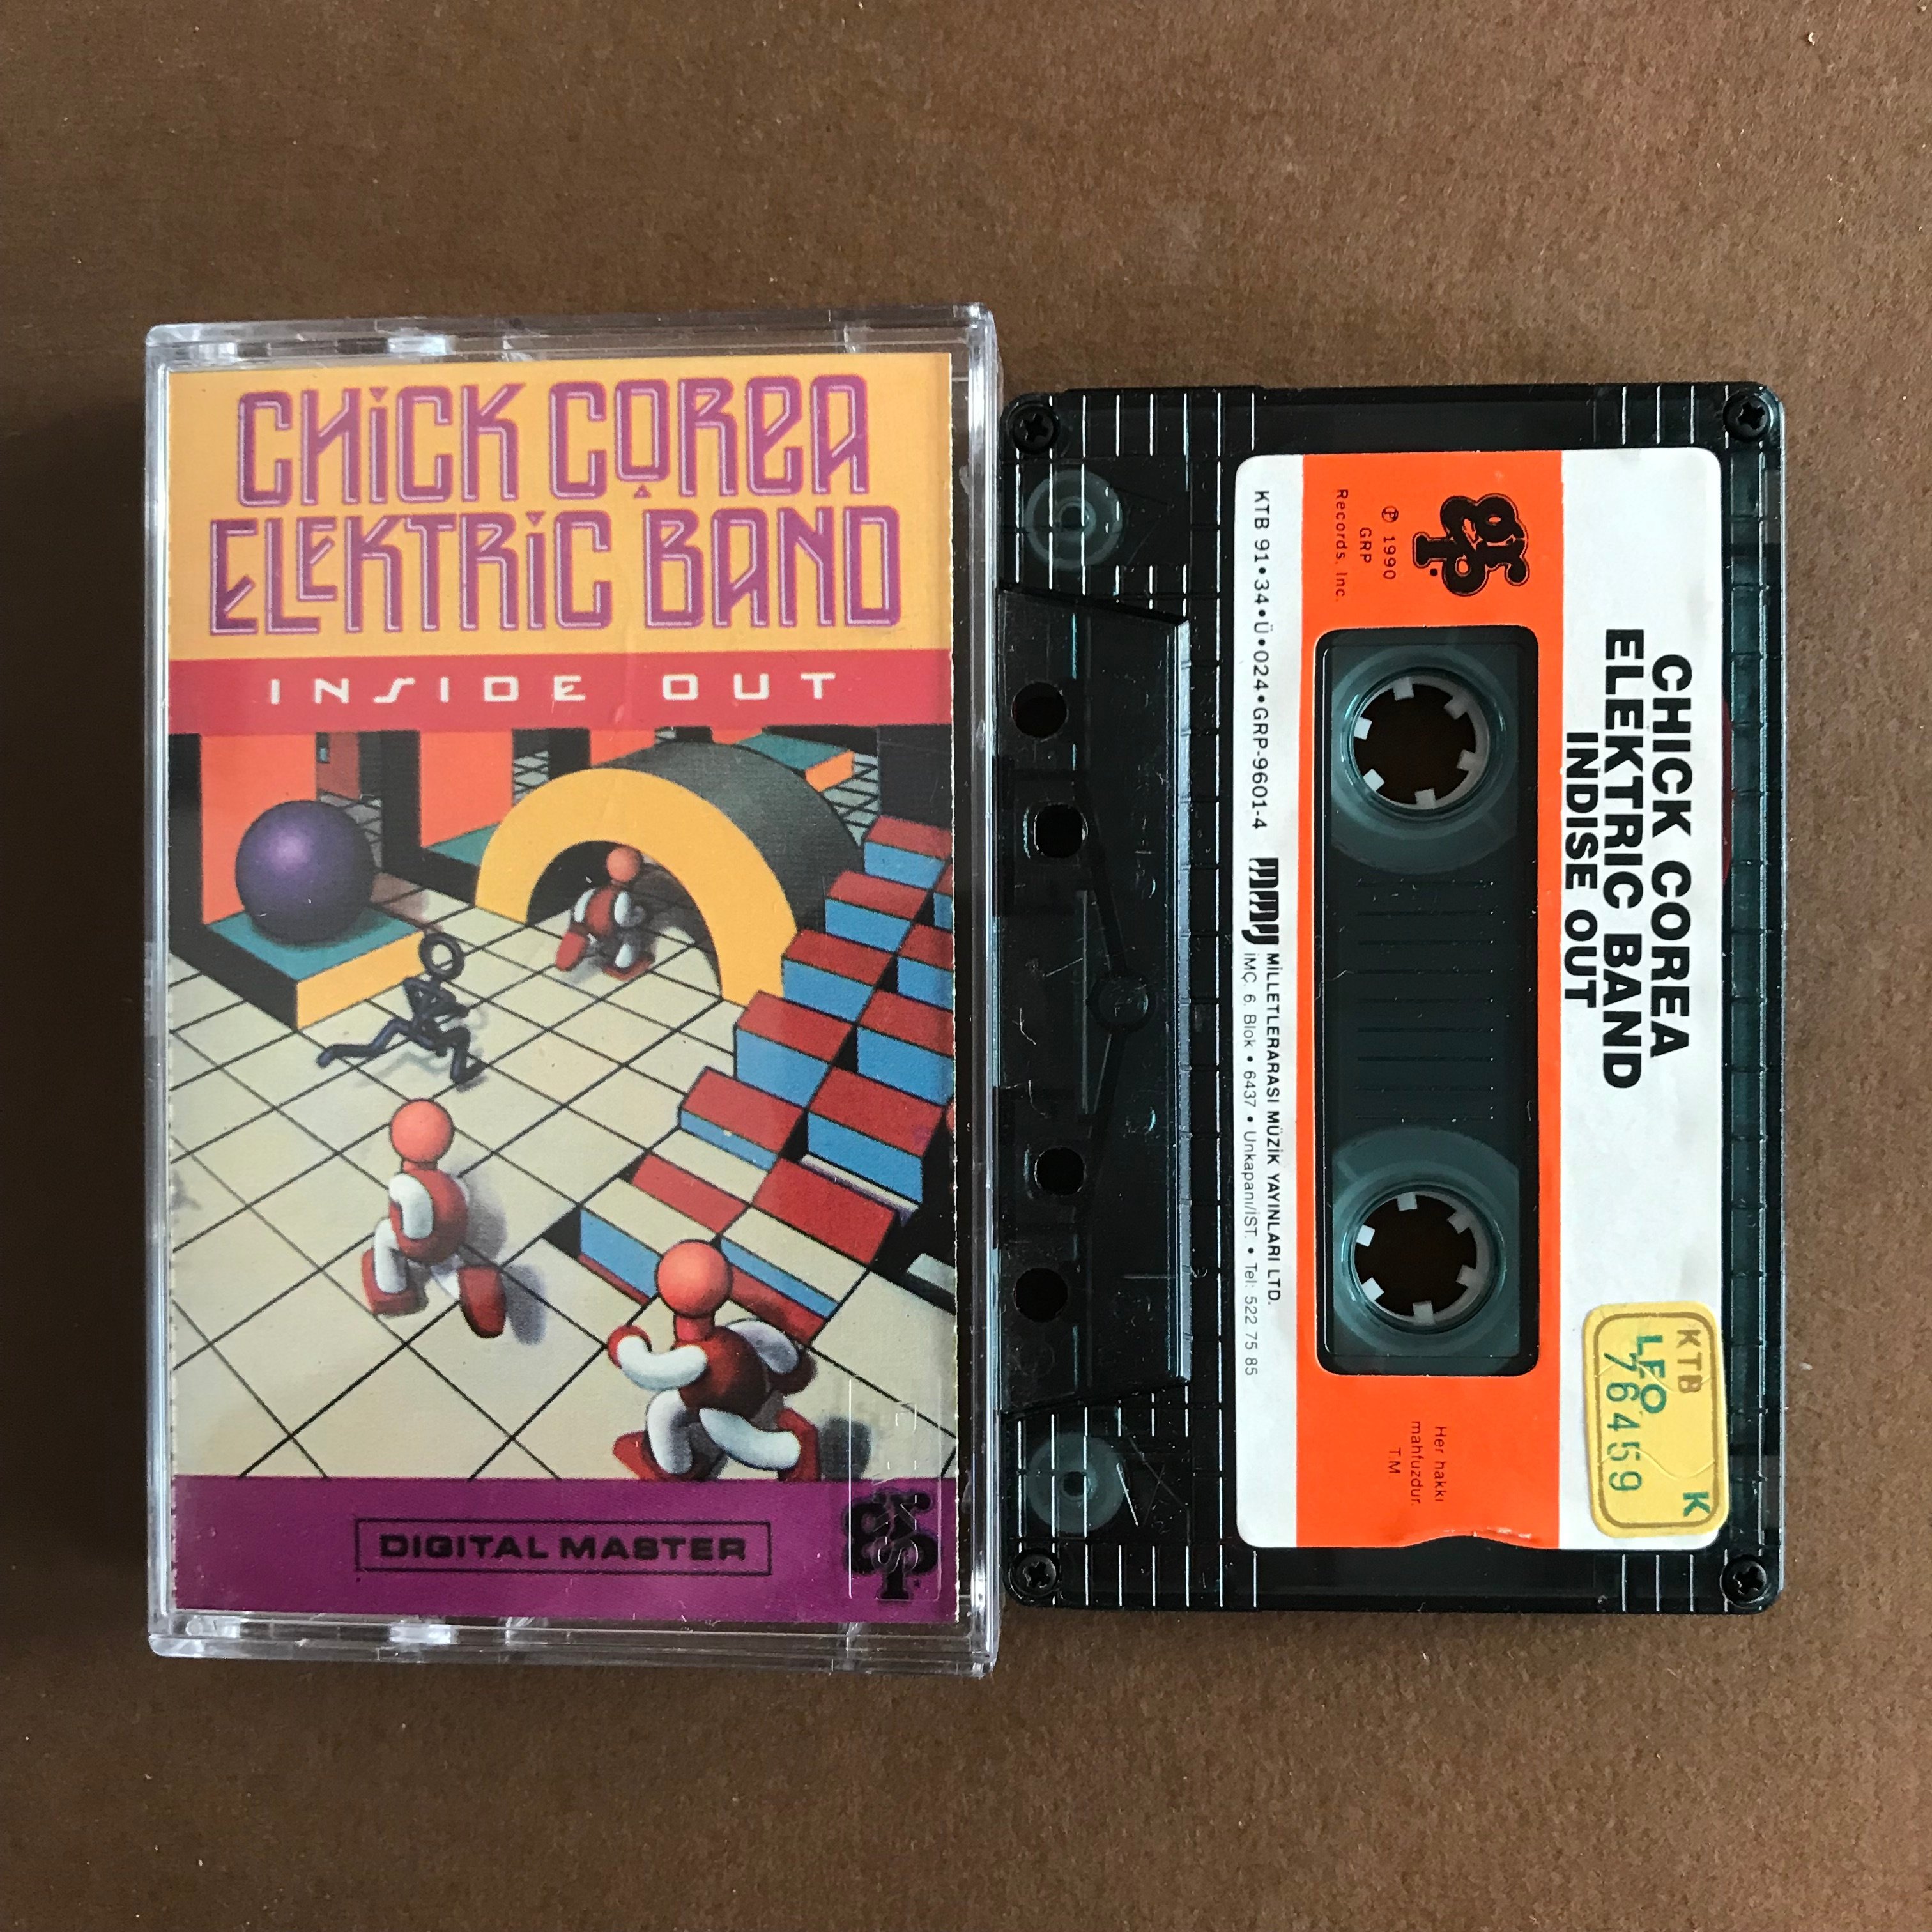 CHICK COREA
ELEKTRIC BAND
INSIDE OUT
DIGITAL MASTER
GRP
CHICK COREA
ELEKTRIC BAND
INDISE OUT
KTB
LEO
76459
K
grp
℗ 1990
GRP
Records, Inc.
Her hakkı
mahfuzdur.
T.M
KTB 91•34•Ü•024•GRP-9601-4
MMY MİLLETLERARASI MÜZİK YAYINLARI LTD.
İMÇ. 6. Blok • 6437 • Unkapanı/İST. • Tel: 522 75 85